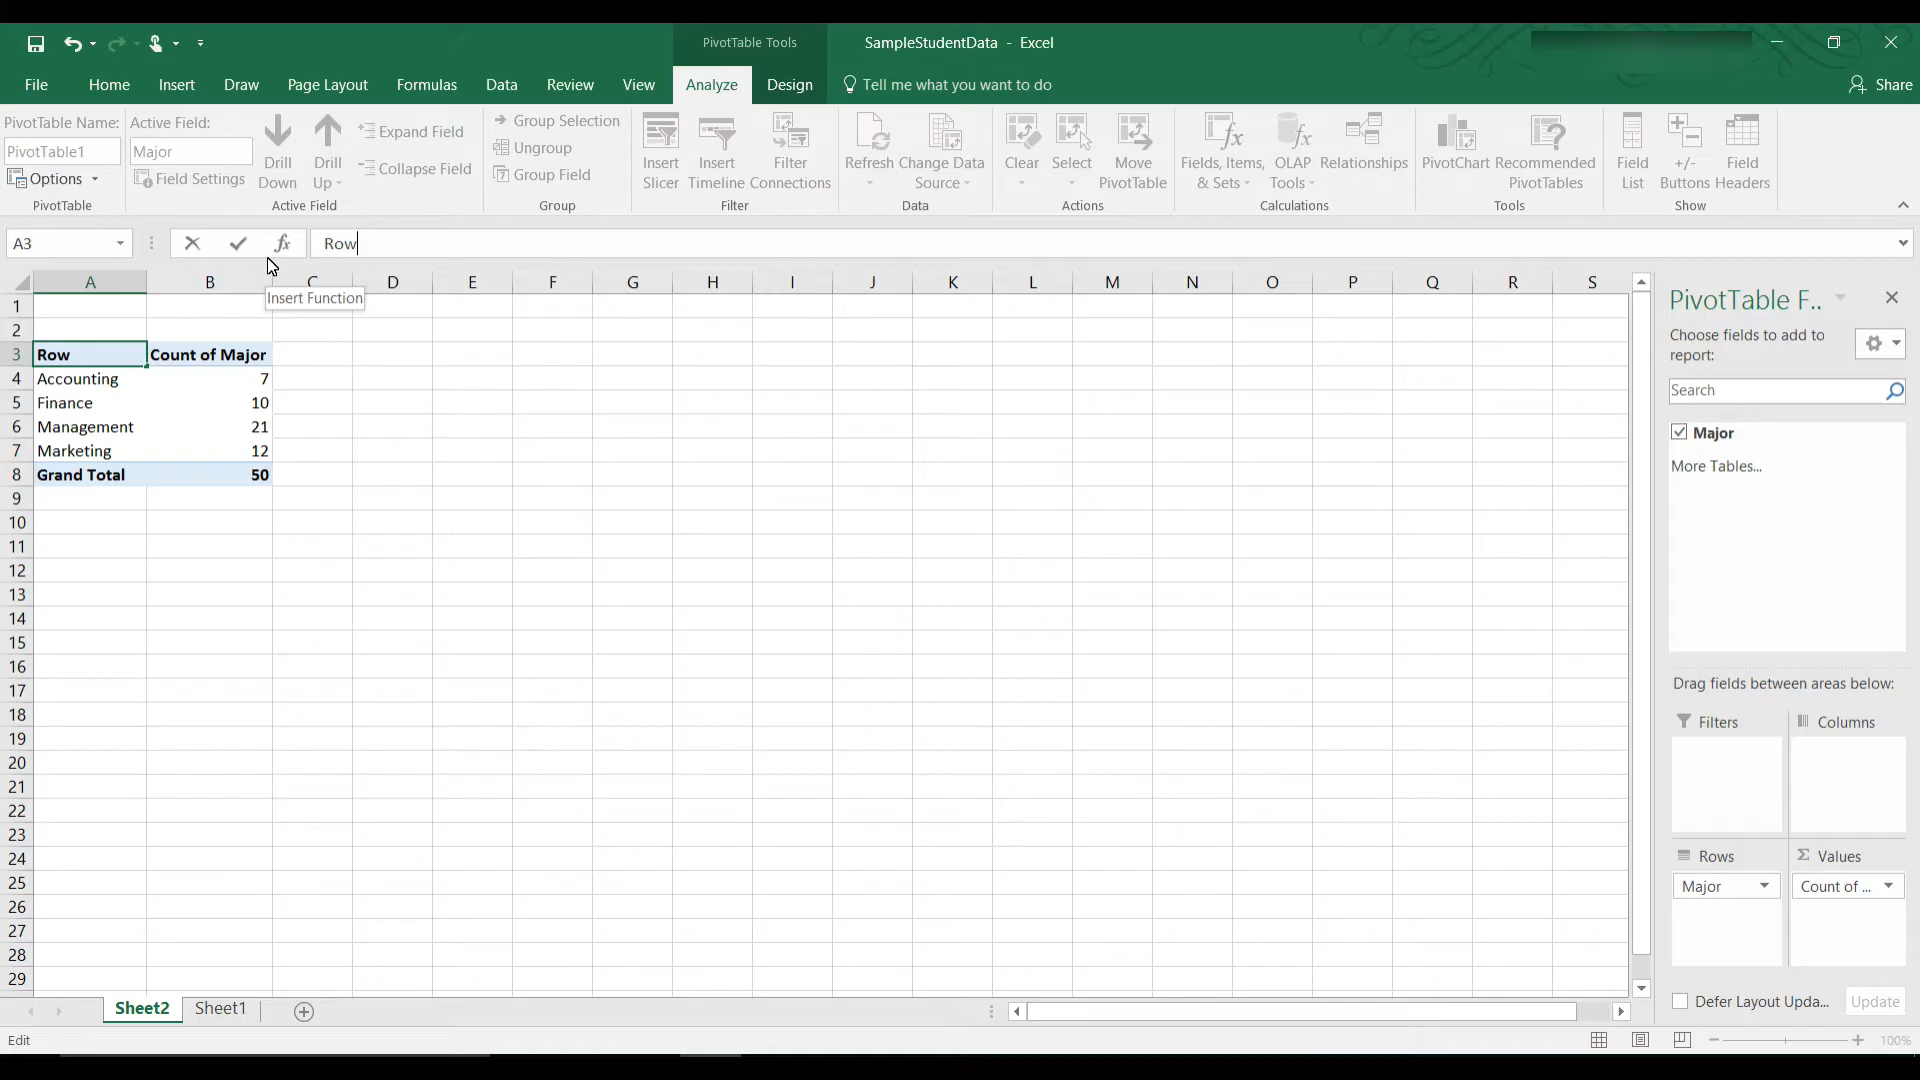 PivotTable Tools
SampleStudentData - Excel
File Home Insert Draw Page Layout Formulas Data Review View Analyze Design Tell me what you want to do Share
PivotTable Name:
PivotTable1
Options
PivotTable
Active Field:
Major
Field Settings
Drill Down
Drill Up
Expand Field
Collapse Field
Active Field
Group Selection
Ungroup
Group Field
Group
Insert Slicer
Insert Timeline
Filter Connections
Filter
Refresh
Change Data Source
Data
Clear
Select
Move PivotTable
Actions
Fields, Items, & Sets
OLAP Tools
Relationships
Calculations
PivotChart
Recommended PivotTables
Tools
Field List
+/- Buttons
Field Headers
Show
A3 fx Row
Insert Function
A B C D E F G H I J K L M N O P Q R S
1
2
3 Row Count of Major
4 Accounting 7
5 Finance 10
6 Management 21
7 Marketing 12
8 Grand Total 50
9
10
11
12
13
14
15
16
17
18
19
20
21
22
23
24
25
26
27
28
29
PivotTable F..
Choose fields to add to
report:
Search
Major
More Tables...
Drag fields between areas below:
Filters Columns
Rows Σ Values
Major Count of ...
Defer Layout Upda... Update
Sheet2 Sheet1
Edit 100%